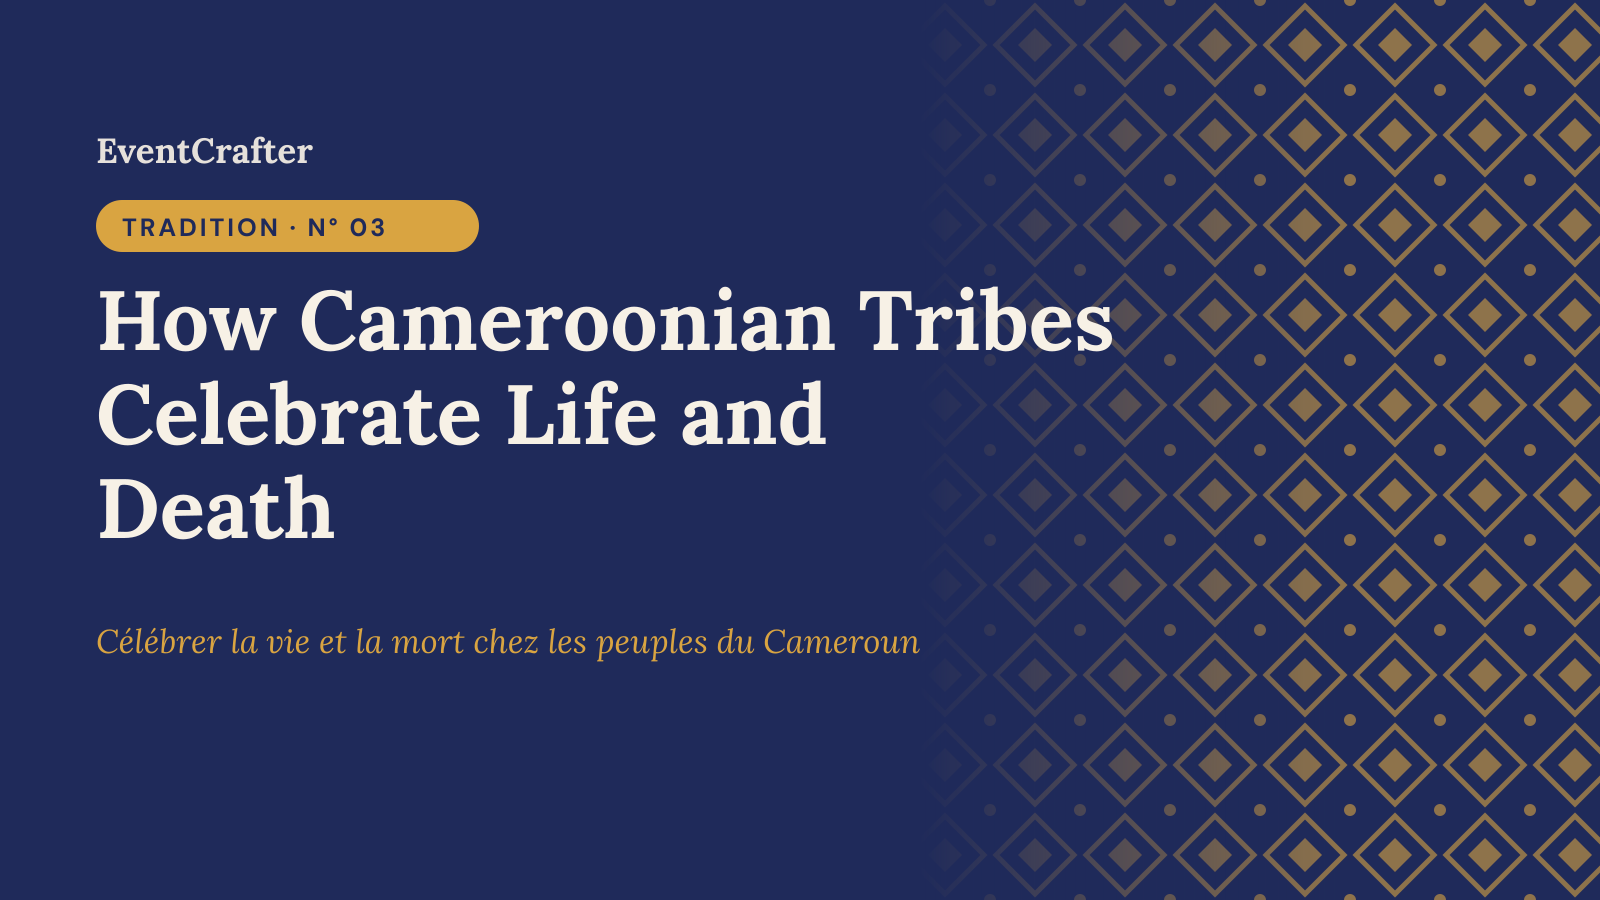 EventCrafter
TRADITION · N° 03
How Cameroonian Tribes
Celebrate Life and
Death
Célébrer la vie et la mort chez les peuples du Cameroun